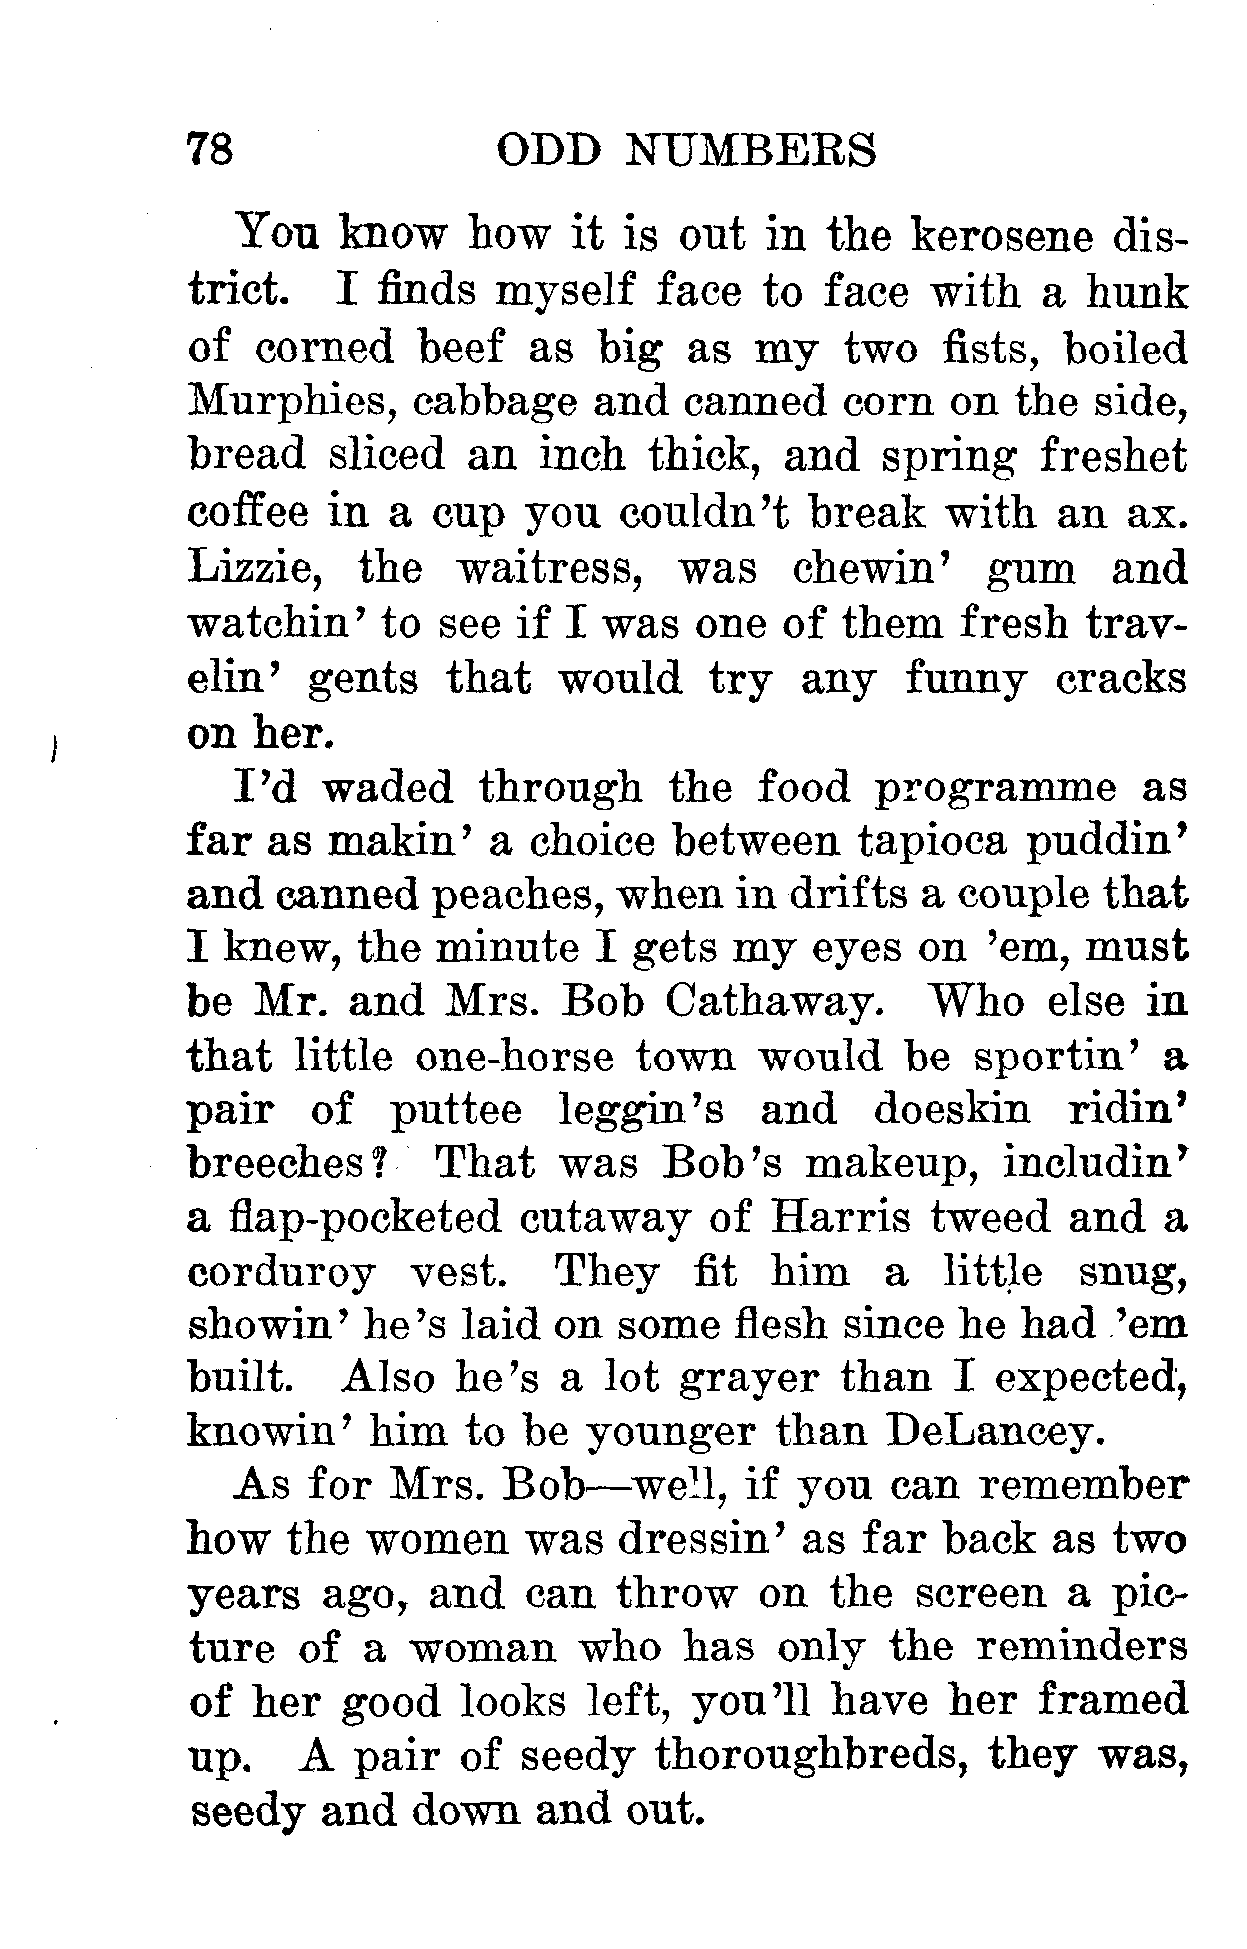 78 ODD NUMBERS
You know how it is out in the kerosene dis-
trict. I finds myself face to face with a hunk
of corned beef as big as my two fists, boiled
Murphies, cabbage and canned corn on the side,
bread sliced an inch thick, and spring freshet
coffee in a cup you couldn't break with an ax.
Lizzie, the waitress, was chewin' gum and
watchin' to see if I was one of them fresh trav-
elin' gents that would try any funny cracks
on her.
I'd waded through the food programme as
far as makin' a choice between tapioca puddin'
and canned peaches, when in drifts a couple that
I knew, the minute I gets my eyes on 'em, must
be Mr. and Mrs. Bob Cathaway. Who else in
that little one-horse town would be sportin' a
pair of puttee leggin's and doeskin ridin'
breeches? That was Bob's makeup, includin'
a flap-pocketed cutaway of Harris tweed and a
corduroy vest. They fit him a little snug,
showin' he's laid on some flesh since he had 'em
built. Also he's a lot grayer than I expected,
knowin' him to be younger than DeLancey.
As for Mrs. Bob—well, if you can remember
how the women was dressin' as far back as two
years ago, and can throw on the screen a pic-
ture of a woman who has only the reminders
of her good looks left, you'll have her framed
up. A pair of seedy thoroughbreds, they was,
seedy and down and out.